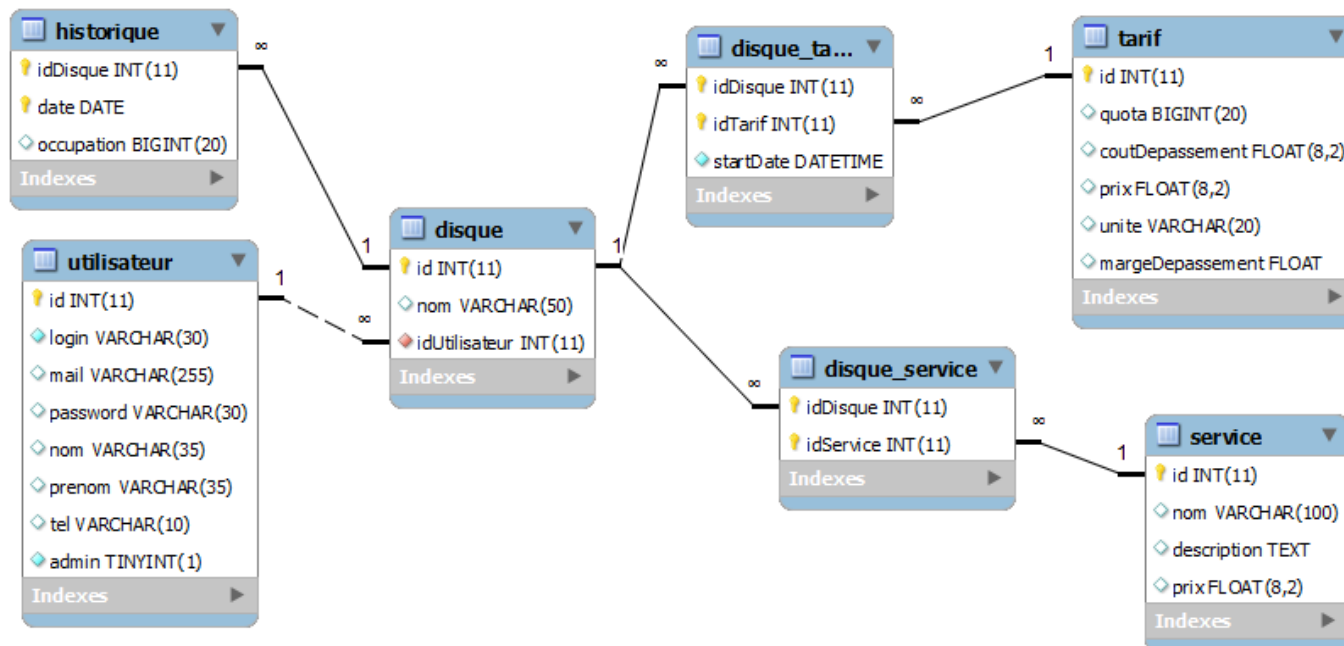 historique
idDisque INT(11)
date DATE
occupation BIGINT(20)
Indexes
∞
utilisateur
id INT(11)
login VARCHAR(30)
mail VARCHAR(255)
password VARCHAR(30)
nom VARCHAR(35)
prenom VARCHAR(35)
tel VARCHAR(10)
admin TINYINT(1)
Indexes
1
∞
1
disque
id INT(11)
nom VARCHAR(50)
idUtilisateur INT(11)
Indexes
1
∞
disque_ta...
idDisque INT(11)
idTarif INT(11)
startDate DATETIME
Indexes
∞
1
tarif
id INT(11)
quota BIGINT(20)
coutDepassement FLOAT(8,2)
prix FLOAT(8,2)
unite VARCHAR(20)
margeDepassement FLOAT
Indexes
∞
disque_service
idDisque INT(11)
idService INT(11)
Indexes
∞
1
service
id INT(11)
nom VARCHAR(100)
description TEXT
prix FLOAT(8,2)
Indexes